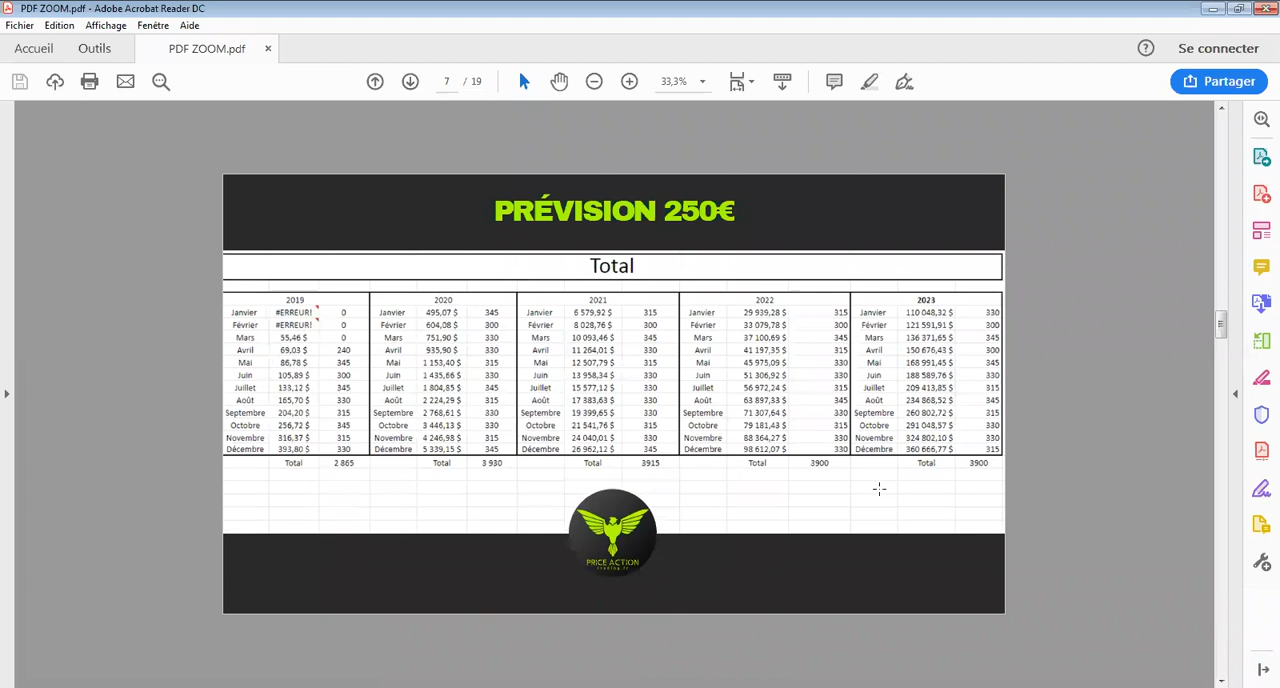 PDF ZOOM.pdf - Adobe Acrobat Reader DC
Fichier Edition Affichage Fenêtre Aide
Accueil Outils PDF ZOOM.pdf × Se connecter
7 / 19 33,3% Partager
PRÉVISION 250€
Total
2019 2020 2021 2022 2023
Janvier #ERREUR! 0 Janvier 495,07 $ 345 Janvier 6 579,92 $ 315 Janvier 29 939,28 $ 315 Janvier 110 048,32 $ 330
Février #ERREUR! 0 Février 604,08 $ 300 Février 8 028,76 $ 300 Février 33 079,78 $ 300 Février 121 591,91 $ 300
Mars 55,46 $ 0 Mars 751,90 $ 330 Mars 10 093,46 $ 345 Mars 37 100,69 $ 345 Mars 136 371,65 $ 345
Avril 69,03 $ 240 Avril 935,90 $ 330 Avril 11 264,01 $ 330 Avril 41 197,35 $ 315 Avril 150 676,43 $ 300
Mai 86,78 $ 345 Mai 1 153,40 $ 315 Mai 12 507,79 $ 315 Mai 45 975,09 $ 330 Mai 168 991,45 $ 345
Juin 105,89 $ 300 Juin 1 435,66 $ 330 Juin 13 958,34 $ 330 Juin 51 306,92 $ 330 Juin 188 589,76 $ 330
Juillet 133,12 $ 345 Juillet 1 804,85 $ 345 Juillet 15 577,12 $ 330 Juillet 56 972,24 $ 315 Juillet 209 413,85 $ 315
Août 165,70 $ 330 Août 2 224,29 $ 315 Août 17 383,63 $ 330 Août 63 897,33 $ 345 Août 234 868,52 $ 345
Septembre 204,20 $ 315 Septembre 2 768,61 $ 330 Septembre 19 399,65 $ 330 Septembre 71 307,64 $ 330 Septembre 260 802,72 $ 315
Octobre 256,72 $ 345 Octobre 3 446,13 $ 330 Octobre 21 541,76 $ 315 Octobre 79 181,43 $ 315 Octobre 291 048,57 $ 330
Novembre 316,37 $ 315 Novembre 4 246,98 $ 315 Novembre 24 040,01 $ 330 Novembre 88 364,27 $ 330 Novembre 324 802,10 $ 330
Décembre 393,80 $ 330 Décembre 5 339,15 $ 345 Décembre 26 962,12 $ 345 Décembre 98 612,07 $ 330 Décembre 360 666,77 $ 315
Total 2 865 Total 3 930 Total 3915 Total 3900 Total 3900
PRICE ACTION
trading.fr